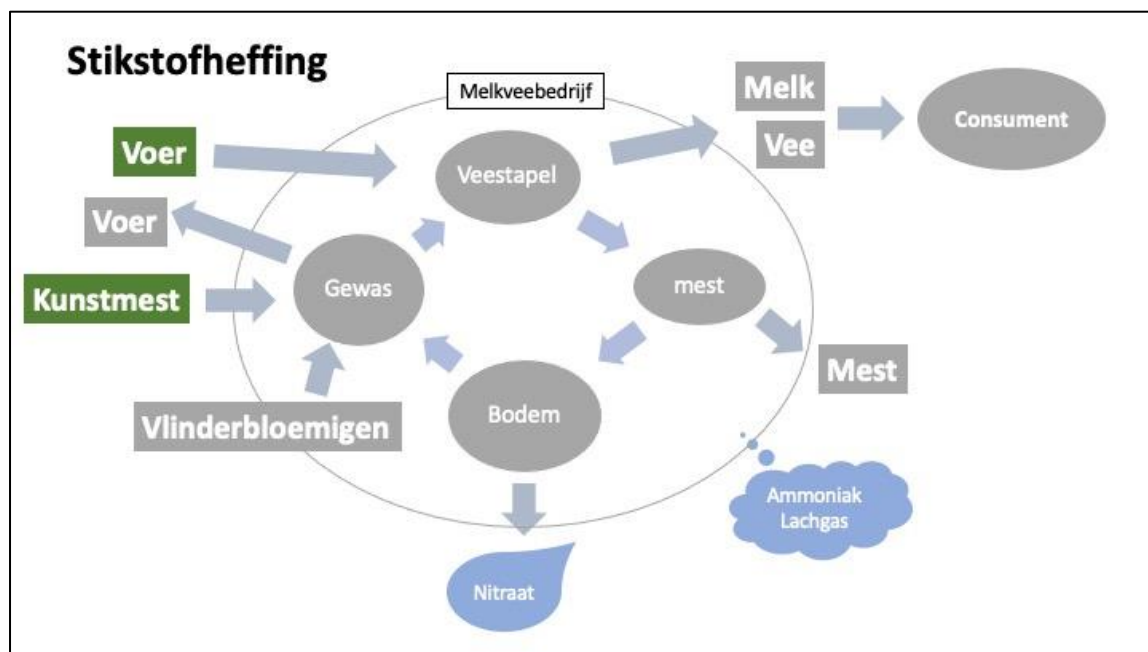 Stikstofheffing
Melkveebedrijf
Melk
Vee
Consument
Voer
Veestapel
Voer
Kunstmest
Gewas
mest
Mest
Vlinderbloemigen
Bodem
Ammoniak
Lachgas
Nitraat